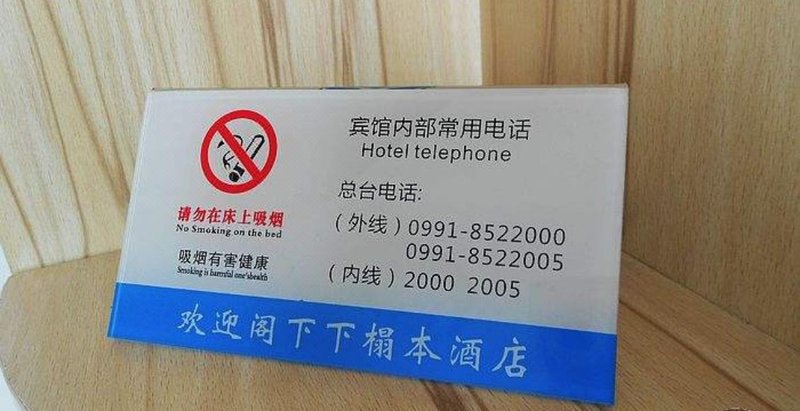 请勿在床上吸烟
No Smoking on the bed
吸烟有害健康
Smoking is harmful one'shealth
宾馆内部常用电话
Hotel telephone
总台电话:
（外线）0991-8522000
0991-8522005
（内线）2000 2005
欢迎阁下下榻本酒店